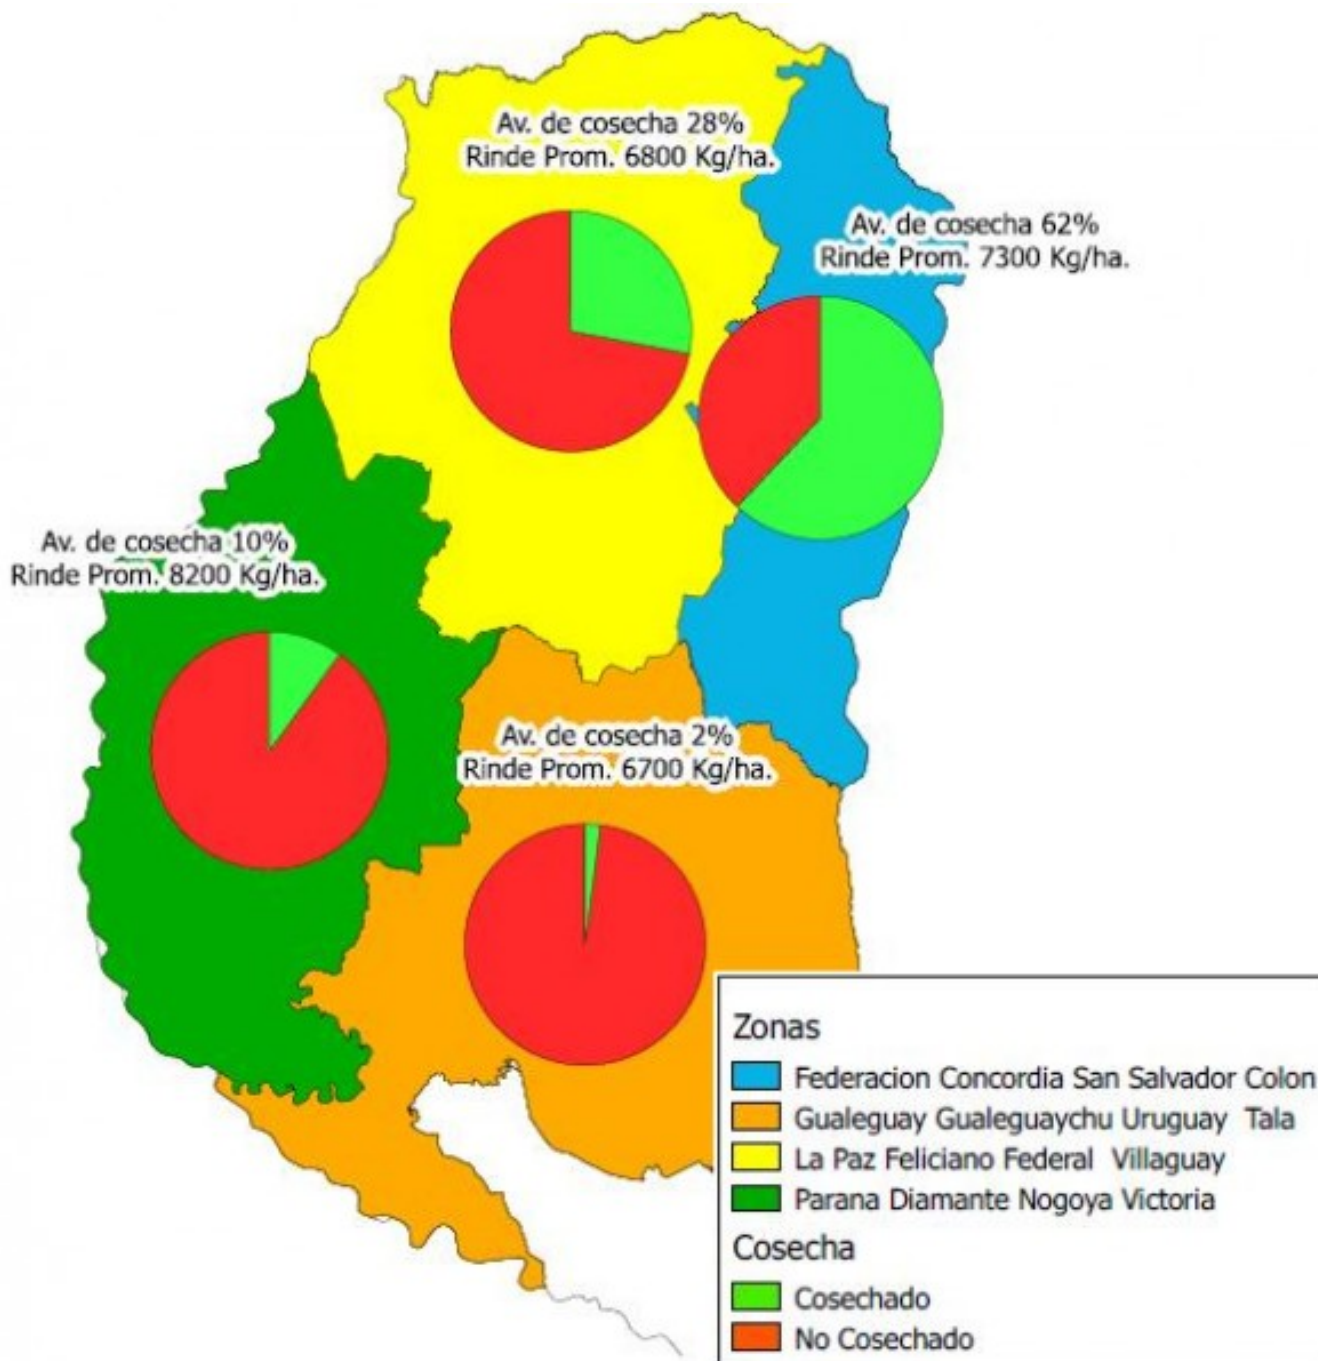 Av. de cosecha 28%
Rinde Prom. 6800 Kg/ha.
Av. de cosecha 62%
Rinde Prom. 7300 Kg/ha.
Av. de cosecha 10%
Rinde Prom. 8200 Kg/ha.
Av. de cosecha 2%
Rinde Prom. 6700 Kg/ha.
Zonas
Federacion Concordia San Salvador Colon
Gualeguay Gualeguaychu Uruguay Tala
La Paz Feliciano Federal Villaguay
Parana Diamante Nogoya Victoria
Cosecha
Cosechado
No Cosechado